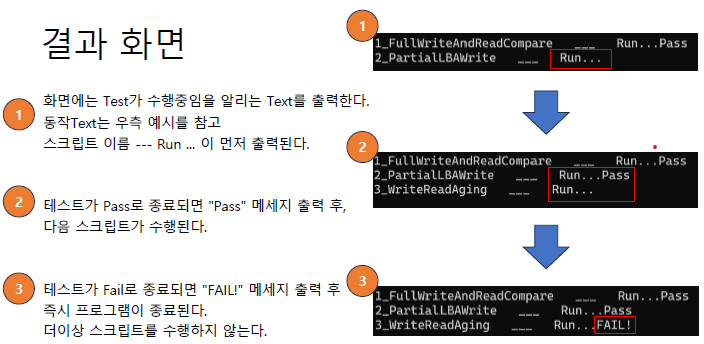 결과 화면
1
화면에는 Test가 수행중임을 알리는 Text를 출력한다.
동작Text는 우측 예시를 참고
스크립트 이름 --- Run ... 이 먼저 출력된다.
2
테스트가 Pass로 종료되면 "Pass" 메세지 출력 후,
다음 스크립트가 수행된다.
3
테스트가 Fail로 종료되면 "FAIL!" 메세지 출력 후
즉시 프로그램이 종료된다.
더이상 스크립트를 수행하지 않는다.
1
1_FullWriteAndReadCompare ___ Run...Pass
2_PartialLBAWrite ___ Run...
2
1_FullWriteAndReadCompare ___ Run...Pass
2_PartialLBAWrite ___ Run...Pass
3_WriteReadAging ___ Run...
3
1_FullWriteAndReadCompare ___ Run...Pass
2_PartialLBAWrite ___ Run...Pass
3_WriteReadAging ___ Run...FAIL!